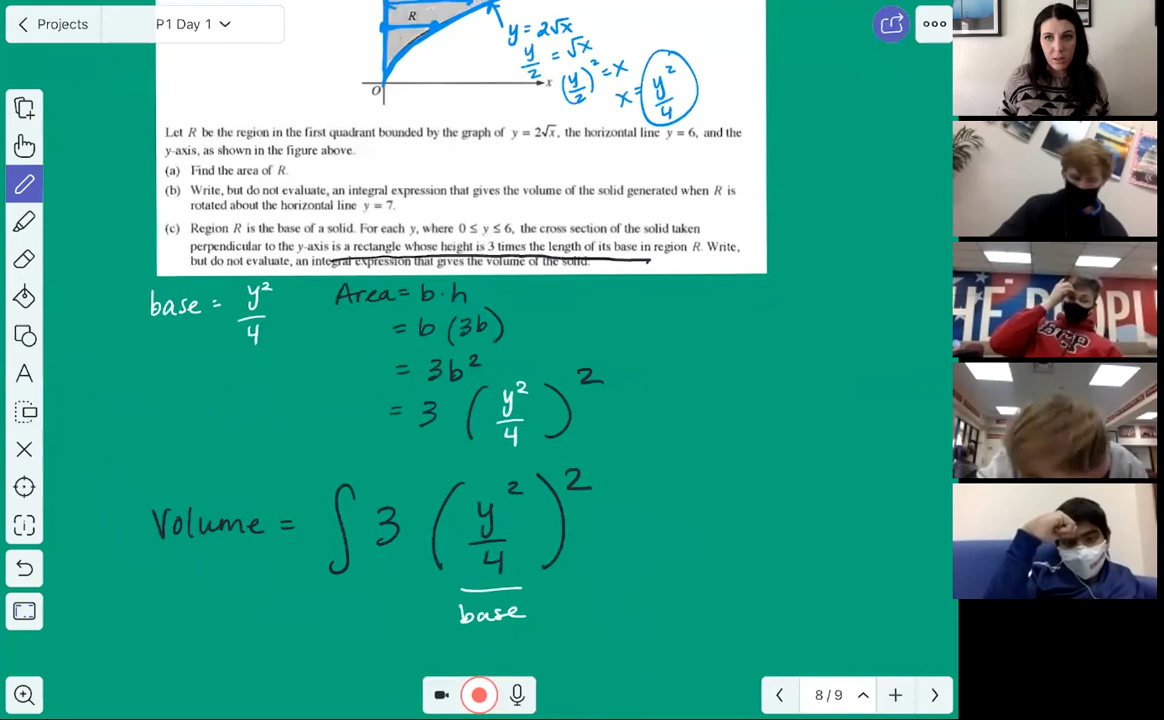 Projects
P1 Day 1
R
y = 2√x
y/2 = √x
(y/2)² = x
x = y²/4
O
x
Let R be the region in the first quadrant bounded by the graph of y = 2√x, the horizontal line y = 6, and the
y-axis, as shown in the figure above.
(a) Find the area of R.
(b) Write, but do not evaluate, an integral expression that gives the volume of the solid generated when R is
rotated about the horizontal line y = 7.
(c) Region R is the base of a solid. For each y, where 0 ≤ y ≤ 6, the cross section of the solid taken
perpendicular to the y-axis is a rectangle whose height is 3 times the length of its base in region R. Write,
but do not evaluate, an integral expression that gives the volume of the solid.
base = y²/4
Area = b·h
= b (3b)
= 3b²
= 3 (y²/4)²
Volume = ∫ 3 (y²/4)²
base
8/9
THE PEOPL
A